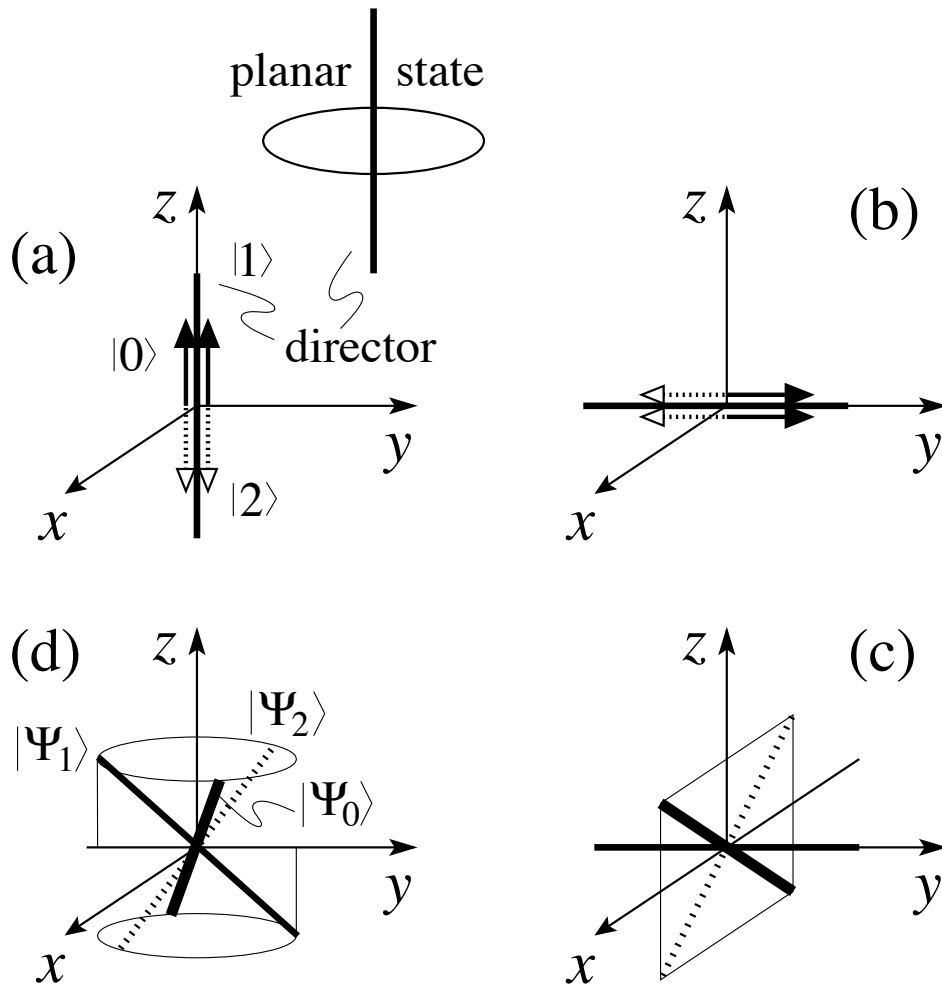 planar state
z
z
(a)
(b)
|1⟩
|0⟩
director
y
y
|2⟩
x
x
(d)
z
z
(c)
|Ψ₂⟩
|Ψ₁⟩
|Ψ₀⟩
y
y
x
x